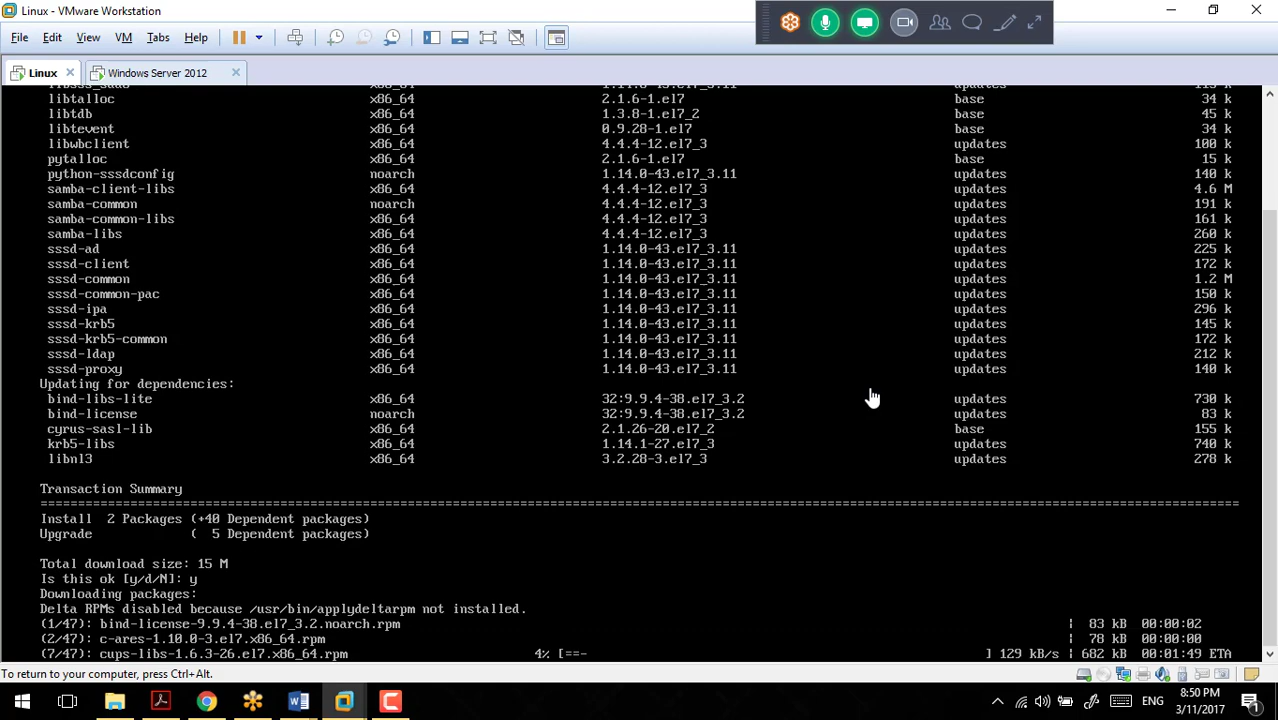 Linux - VMware Workstation
File Edit View VM Tabs Help
Linux Windows Server 2012
libtalloc x86_64 2.1.6-1.el7 base 34 k
libtdb x86_64 1.3.8-1.el7_2 base 45 k
libtevent x86_64 0.9.28-1.el7 base 34 k
libwbclient x86_64 4.4.4-12.el7_3 updates 100 k
pytalloc x86_64 2.1.6-1.el7 base 15 k
python-sssdconfig noarch 1.14.0-43.el7_3.11 updates 140 k
samba-client-libs x86_64 4.4.4-12.el7_3 updates 4.6 M
samba-common noarch 4.4.4-12.el7_3 updates 191 k
samba-common-libs x86_64 4.4.4-12.el7_3 updates 161 k
samba-libs x86_64 4.4.4-12.el7_3 updates 260 k
sssd-ad x86_64 1.14.0-43.el7_3.11 updates 225 k
sssd-client x86_64 1.14.0-43.el7_3.11 updates 172 k
sssd-common x86_64 1.14.0-43.el7_3.11 updates 1.2 M
sssd-common-pac x86_64 1.14.0-43.el7_3.11 updates 150 k
sssd-ipa x86_64 1.14.0-43.el7_3.11 updates 296 k
sssd-krb5 x86_64 1.14.0-43.el7_3.11 updates 145 k
sssd-krb5-common x86_64 1.14.0-43.el7_3.11 updates 172 k
sssd-ldap x86_64 1.14.0-43.el7_3.11 updates 212 k
sssd-proxy x86_64 1.14.0-43.el7_3.11 updates 140 k
Updating for dependencies:
bind-libs-lite x86_64 32:9.9.4-38.el7_3.2 updates 730 k
bind-license noarch 32:9.9.4-38.el7_3.2 updates 83 k
cyrus-sasl-lib x86_64 2.1.26-20.el7_2 base 155 k
krb5-libs x86_64 1.14.1-27.el7_3 updates 740 k
libnl3 x86_64 3.2.28-3.el7_3 updates 278 k
Transaction Summary
Install 2 Packages (+40 Dependent packages)
Upgrade ( 5 Dependent packages)
Total download size: 15 M
Is this ok [y/d/N]: y
Downloading packages:
Delta RPMs disabled because /usr/bin/applydeltarpm not installed.
(1/47): bind-license-9.9.4-38.el7_3.2.noarch.rpm | 83 kB 00:00:02
(2/47): c-ares-1.10.0-3.el7.x86_64.rpm | 78 kB 00:00:00
(7/47): cups-libs-1.6.3-26.el7.x86_64.rpm 4% [==- ] 129 kB/s | 682 kB 00:01:49 ETA
To return to your computer, press Ctrl+Alt.
ENG
8:50 PM
3/11/2017
1